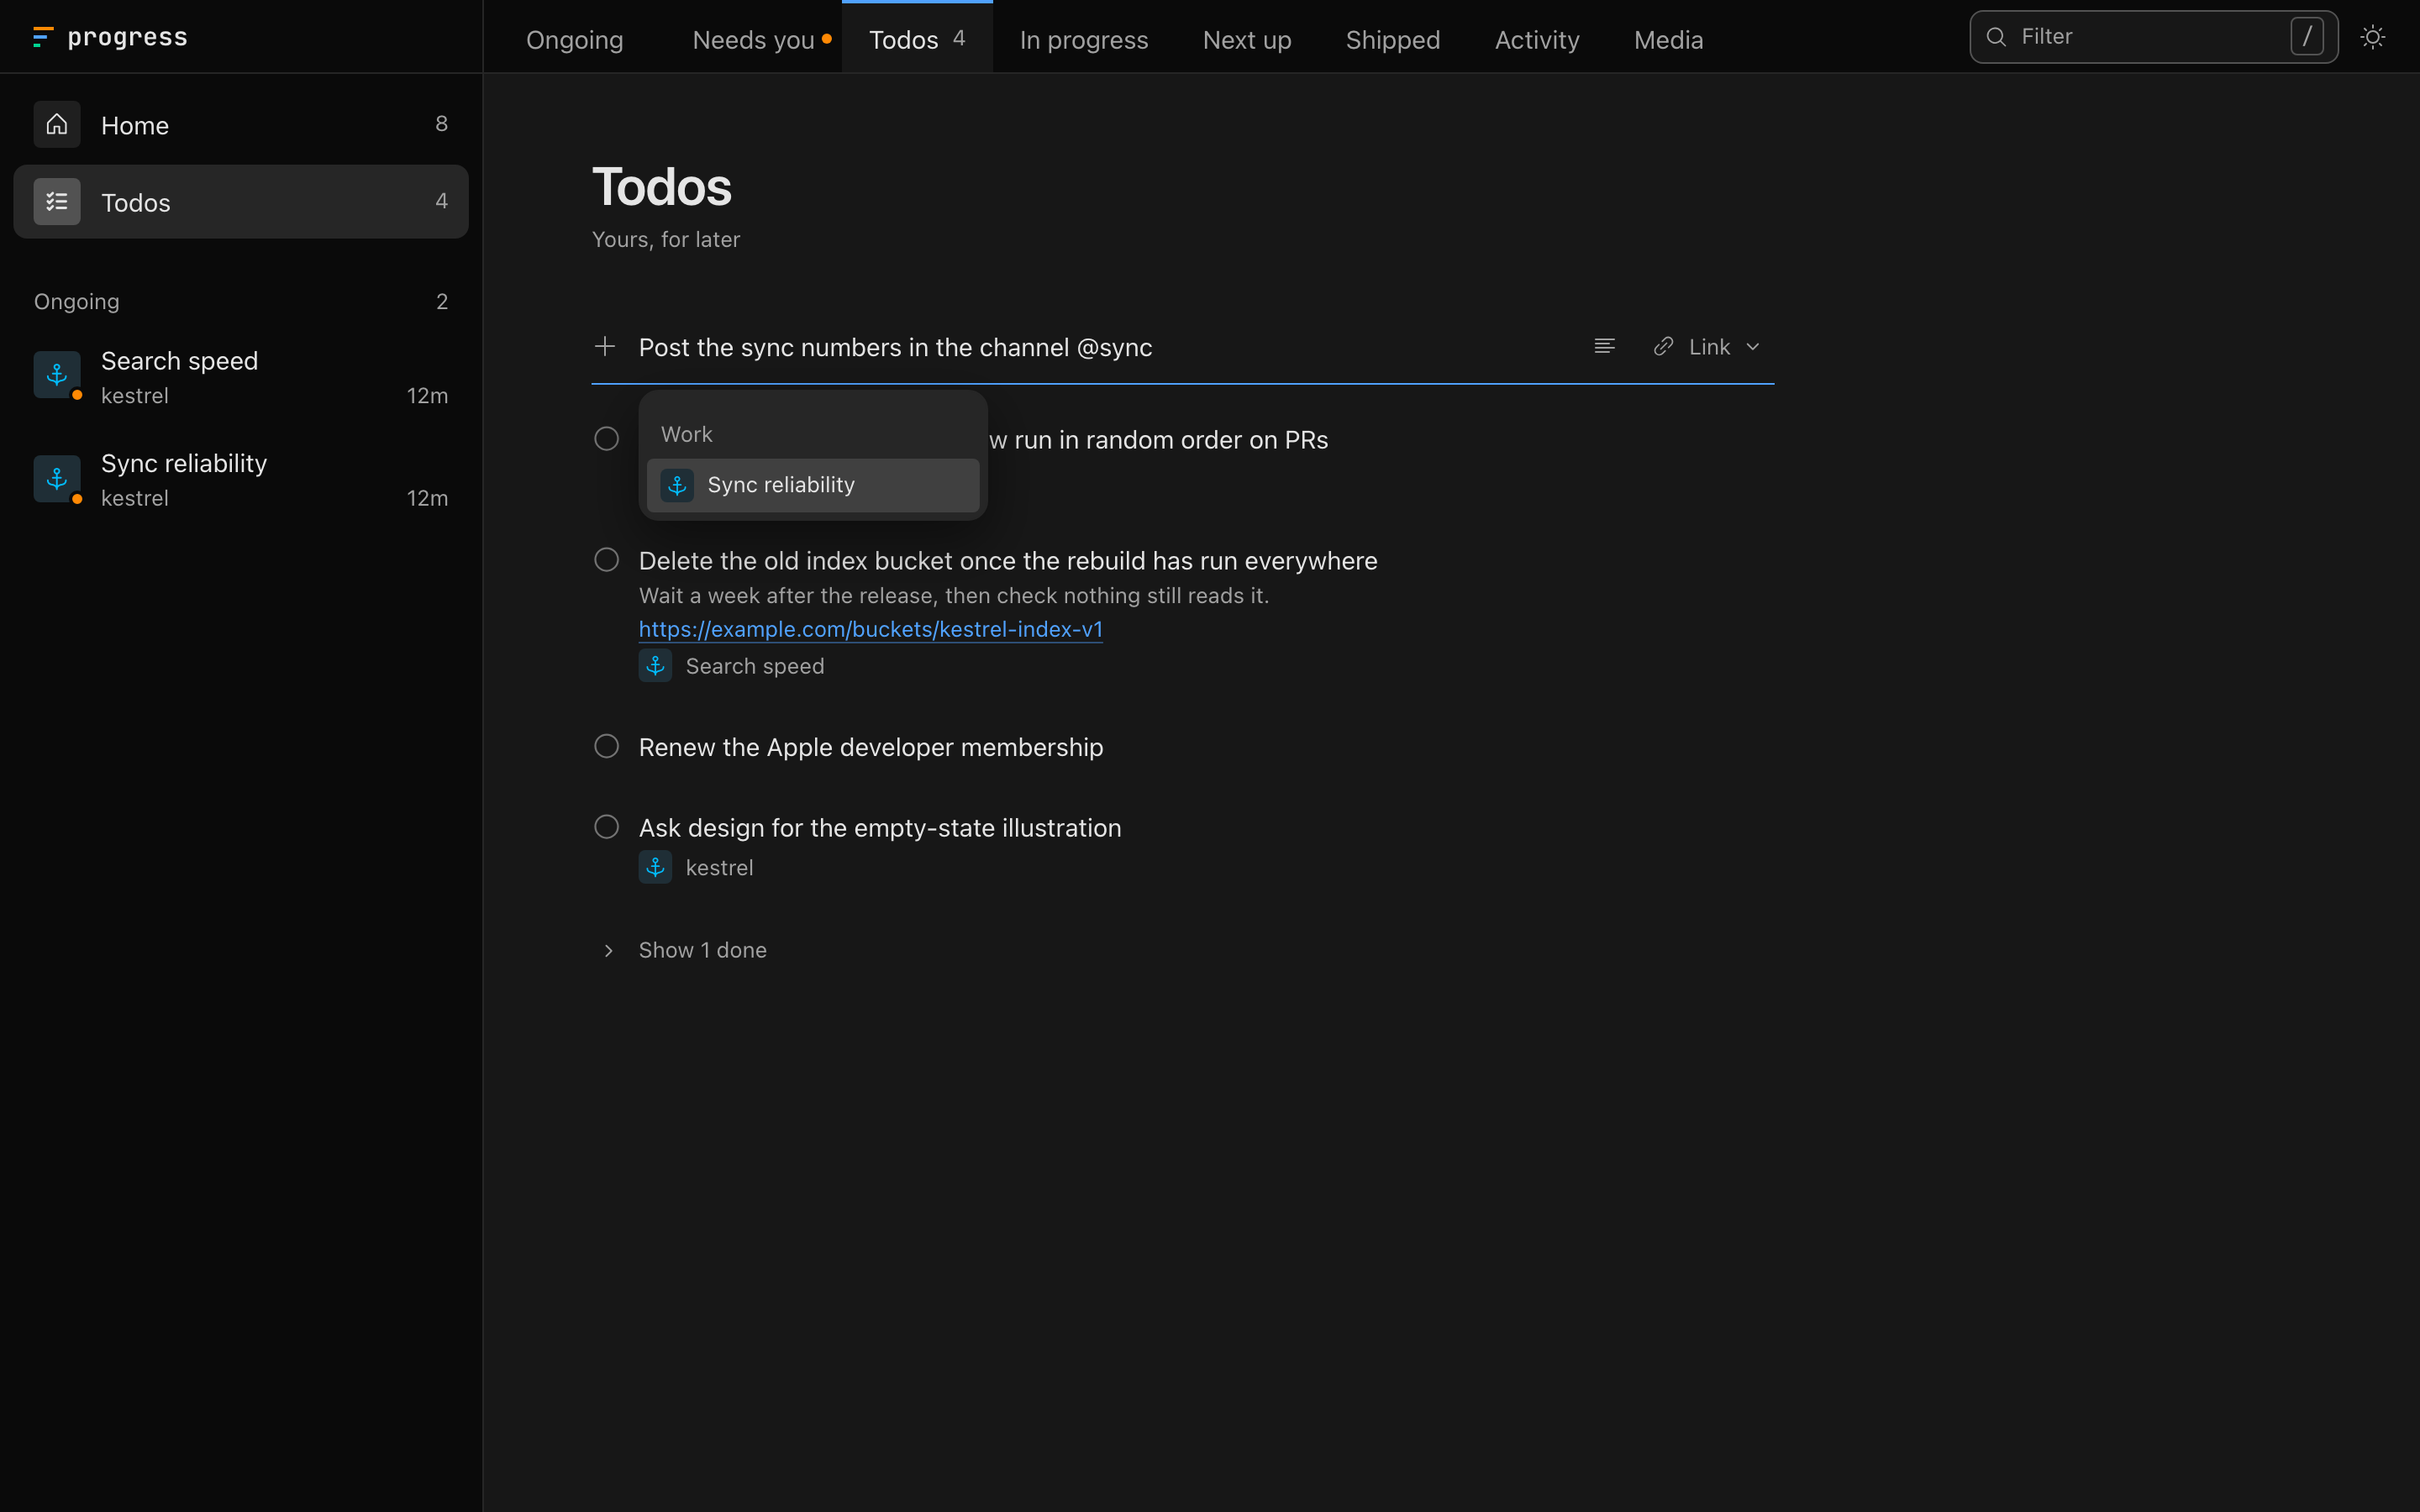 progress
Ongoing
Needs you
Todos 4
In progress
Next up
Shipped
Activity
Media
Filter
/
Home 8
Todos 4
Ongoing 2
Search speed
kestrel 12m
Sync reliability
kestrel 12m
Todos
Yours, for later
Post the sync numbers in the channel @sync
Link
Work
Sync reliability
run in random order on PRs
Delete the old index bucket once the rebuild has run everywhere
Wait a week after the release, then check nothing still reads it.
https://example.com/buckets/kestrel-index-v1
Search speed
Renew the Apple developer membership
Ask design for the empty-state illustration
kestrel
Show 1 done